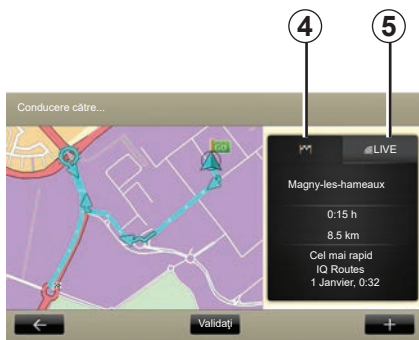 4
5
Conducere către...
GO
LIVE
Magny-les-hameaux
0:15 h
8.5 km
Cel mai rapid
IQ Routes
1 Janvier, 0:32
Validaţi
+